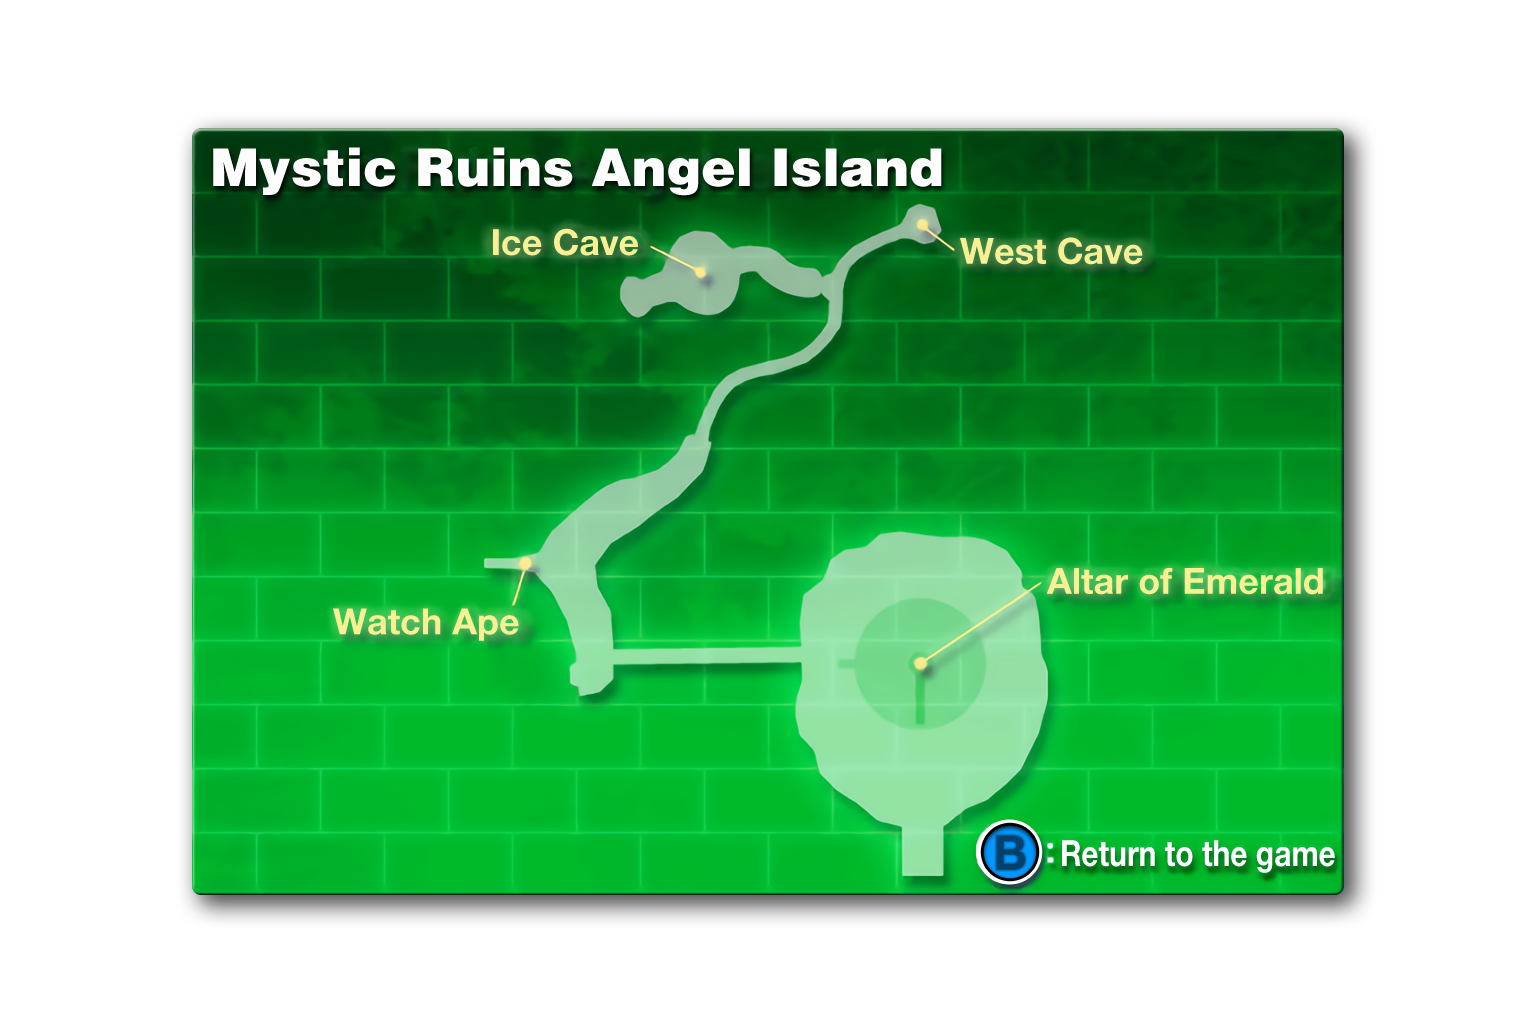 Mystic Ruins Angel Island
Ice Cave
West Cave
Watch Ape
Altar of Emerald
B : Return to the game